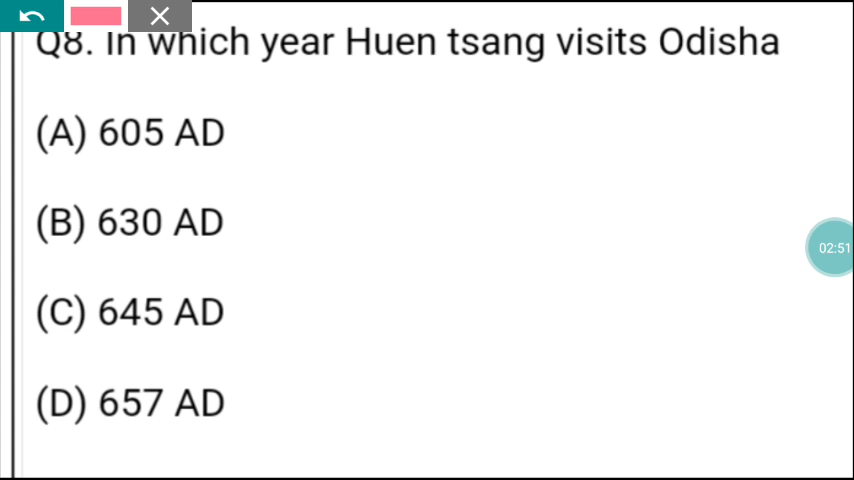 Q8. In which year Huen tsang visits Odisha
(A) 605 AD
(B) 630 AD
02:51
(C) 645 AD
(D) 657 AD